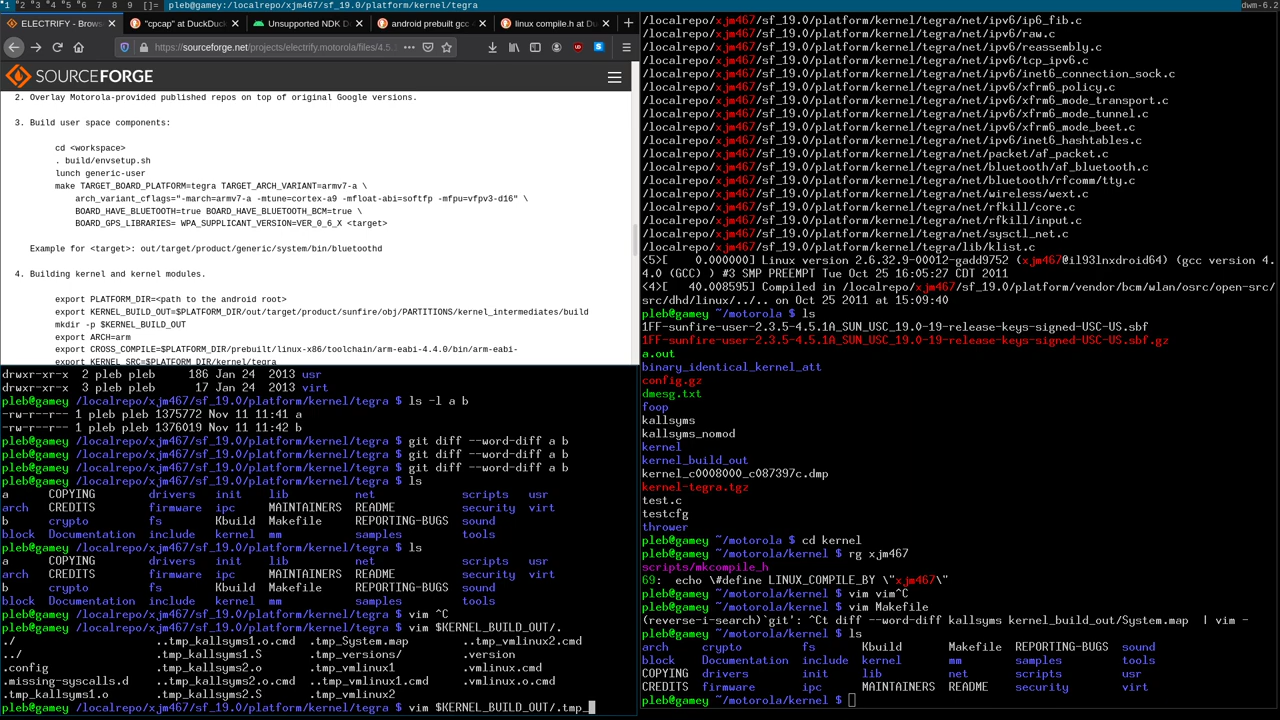 1 2 3 4 5 6 7 8 9 []= pleb@gamey:/localrepo/xjm467/sf_19.0/platform/kernel/tegra dwm-6.2
ELECTRIFY - Brows "cpcap" at DuckDuc Unsupported NDK D android prebuilt gcc linux compile.h at Du
https://sourceforge.net/projects/electrify.motorola/files/4.5.
SOURCEFORGE
2. Overlay Motorola-provided published repos on top of original Google versions.
3. Build user space components:
cd <workspace>
. build/envsetup.sh
lunch generic-user
make TARGET_BOARD_PLATFORM=tegra TARGET_ARCH_VARIANT=armv7-a \
arch_variant_cflags="-march=armv7-a -mtune=cortex-a9 -mfloat-abi=softfp -mfpu=vfpv3-d16" \
BOARD_HAVE_BLUETOOTH=true BOARD_HAVE_BLUETOOTH_BCM=true \
BOARD_GPS_LIBRARIES= WPA_SUPPLICANT_VERSION=VER_0_6_X <target>
Example for <target>: out/target/product/generic/system/bin/bluetoothd
4. Building kernel and kernel modules.
export PLATFORM_DIR=<path to the android root>
export KERNEL_BUILD_OUT=$PLATFORM_DIR/out/target/product/sunfire/obj/PARTITIONS/kernel_intermediates/build
mkdir -p $KERNEL_BUILD_OUT
export ARCH=arm
export CROSS_COMPILE=$PLATFORM_DIR/prebuilt/linux-x86/toolchain/arm-eabi-4.4.0/bin/arm-eabi-
export KERNEL_SRC=$PLATFORM_DIR/kernel/tegra
drwxr-xr-x 2 pleb pleb 186 Jan 24 2013 usr
drwxr-xr-x 3 pleb pleb 17 Jan 24 2013 virt
pleb@gamey /localrepo/xjm467/sf_19.0/platform/kernel/tegra $ ls -l a b
-rw-r--r-- 1 pleb pleb 1375772 Nov 11 11:41 a
-rw-r--r-- 1 pleb pleb 1376019 Nov 11 11:42 b
pleb@gamey /localrepo/xjm467/sf_19.0/platform/kernel/tegra $ git diff --word-diff a b
pleb@gamey /localrepo/xjm467/sf_19.0/platform/kernel/tegra $ git diff --word-diff a b
pleb@gamey /localrepo/xjm467/sf_19.0/platform/kernel/tegra $ git diff --word-diff a b
pleb@gamey /localrepo/xjm467/sf_19.0/platform/kernel/tegra $ ls
a COPYING drivers init lib net scripts usr
arch CREDITS firmware ipc MAINTAINERS README security virt
b crypto fs Kbuild Makefile REPORTING-BUGS sound
block Documentation include kernel mm samples tools
pleb@gamey /localrepo/xjm467/sf_19.0/platform/kernel/tegra $ ls
a COPYING drivers init lib net scripts usr
arch CREDITS firmware ipc MAINTAINERS README security virt
b crypto fs Kbuild Makefile REPORTING-BUGS sound
block Documentation include kernel mm samples tools
pleb@gamey /localrepo/xjm467/sf_19.0/platform/kernel/tegra $ vim ^C
pleb@gamey /localrepo/xjm467/sf_19.0/platform/kernel/tegra $ vim $KERNEL_BUILD_OUT/.
./ ..tmp_kallsyms1.o.cmd .tmp_System.map ..tmp_vmlinux2.cmd
../ .tmp_kallsyms1.S .tmp_versions/ .version
.config .tmp_kallsyms2.o .tmp_vmlinux1 .vmlinux.cmd
.missing-syscalls.d ..tmp_kallsyms2.o.cmd ..tmp_vmlinux1.cmd .vmlinux.o.cmd
.tmp_kallsyms1.o .tmp_kallsyms2.S .tmp_vmlinux2
pleb@gamey /localrepo/xjm467/sf_19.0/platform/kernel/tegra $ vim $KERNEL_BUILD_OUT/.tmp_
/localrepo/xjm467/sf_19.0/platform/kernel/tegra/net/ipv6/ip6_fib.c
/localrepo/xjm467/sf_19.0/platform/kernel/tegra/net/ipv6/raw.c
/localrepo/xjm467/sf_19.0/platform/kernel/tegra/net/ipv6/reassembly.c
/localrepo/xjm467/sf_19.0/platform/kernel/tegra/net/ipv6/tcp_ipv6.c
/localrepo/xjm467/sf_19.0/platform/kernel/tegra/net/ipv6/inet6_connection_sock.c
/localrepo/xjm467/sf_19.0/platform/kernel/tegra/net/ipv6/xfrm6_policy.c
/localrepo/xjm467/sf_19.0/platform/kernel/tegra/net/ipv6/xfrm6_mode_transport.c
/localrepo/xjm467/sf_19.0/platform/kernel/tegra/net/ipv6/xfrm6_mode_tunnel.c
/localrepo/xjm467/sf_19.0/platform/kernel/tegra/net/ipv6/xfrm6_mode_beet.c
/localrepo/xjm467/sf_19.0/platform/kernel/tegra/net/ipv6/inet6_hashtables.c
/localrepo/xjm467/sf_19.0/platform/kernel/tegra/net/packet/af_packet.c
/localrepo/xjm467/sf_19.0/platform/kernel/tegra/net/bluetooth/af_bluetooth.c
/localrepo/xjm467/sf_19.0/platform/kernel/tegra/net/bluetooth/rfcomm/tty.c
/localrepo/xjm467/sf_19.0/platform/kernel/tegra/net/wireless/wext.c
/localrepo/xjm467/sf_19.0/platform/kernel/tegra/net/rfkill/core.c
/localrepo/xjm467/sf_19.0/platform/kernel/tegra/net/rfkill/input.c
/localrepo/xjm467/sf_19.0/platform/kernel/tegra/net/sysctl_net.c
/localrepo/xjm467/sf_19.0/platform/kernel/tegra/lib/klist.c
<5>[ 0.000000] Linux version 2.6.32.9-00012-gadd9752 (xjm467@il93lnxdroid64) (gcc version 4.
4.0 (GCC) ) #3 SMP PREEMPT Tue Oct 25 16:05:27 CDT 2011
<4>[ 40.008595] Compiled in /localrepo/xjm467/sf_19.0/platform/vendor/bcm/wlan/osrc/open-src/
src/dhd/linux/../.. on Oct 25 2011 at 15:09:40
pleb@gamey ~/motorola $ ls
1FF-sunfire-user-2.3.5-4.5.1A_SUN_USC_19.0-19-release-keys-signed-USC-US.sbf
1FF-sunfire-user-2.3.5-4.5.1A_SUN_USC_19.0-19-release-keys-signed-USC-US.sbf.gz
a.out
binary_identical_kernel_att
config.gz
dmesg.txt
foop
kallsyms
kallsyms_nomod
kernel
kernel_build_out
kernel_c0008000_c087397c.dmp
kernel-tegra.tgz
test.c
testcfg
thrower
pleb@gamey ~/motorola $ cd kernel
pleb@gamey ~/motorola/kernel $ rg xjm467
scripts/mkcompile_h
69: echo \#define LINUX_COMPILE_BY \"xjm467\"
pleb@gamey ~/motorola/kernel $ vim vim^C
pleb@gamey ~/motorola/kernel $ vim Makefile
(reverse-i-search)`git': ^Ct diff --word-diff kallsyms kernel_build_out/System.map | vim -
pleb@gamey ~/motorola/kernel $ ls
arch crypto fs Kbuild Makefile REPORTING-BUGS sound
block Documentation include kernel mm samples tools
COPYING drivers init lib net scripts usr
CREDITS firmware ipc MAINTAINERS README security virt
pleb@gamey ~/motorola/kernel $